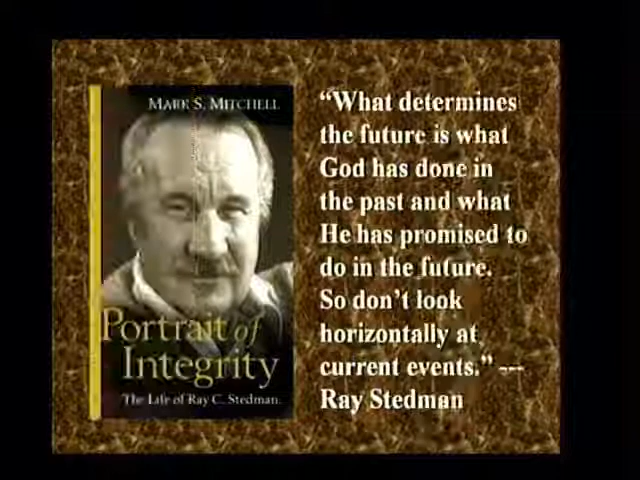 MARK S. MITCHELL
Portrait of
Integrity
The Life of Ray C. Stedman
“What determines
the future is what
God has done in
the past and what
He has promised to
do in the future.
So don’t look
horizontally at
current events.” ---
Ray Stedman